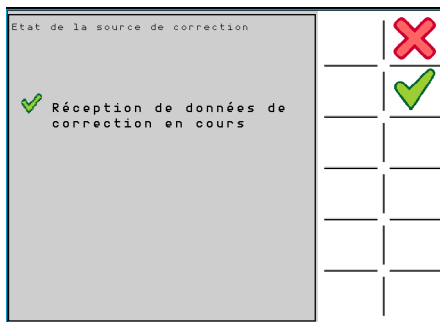 Etat de la source de correction
Réception de données de
correction en cours